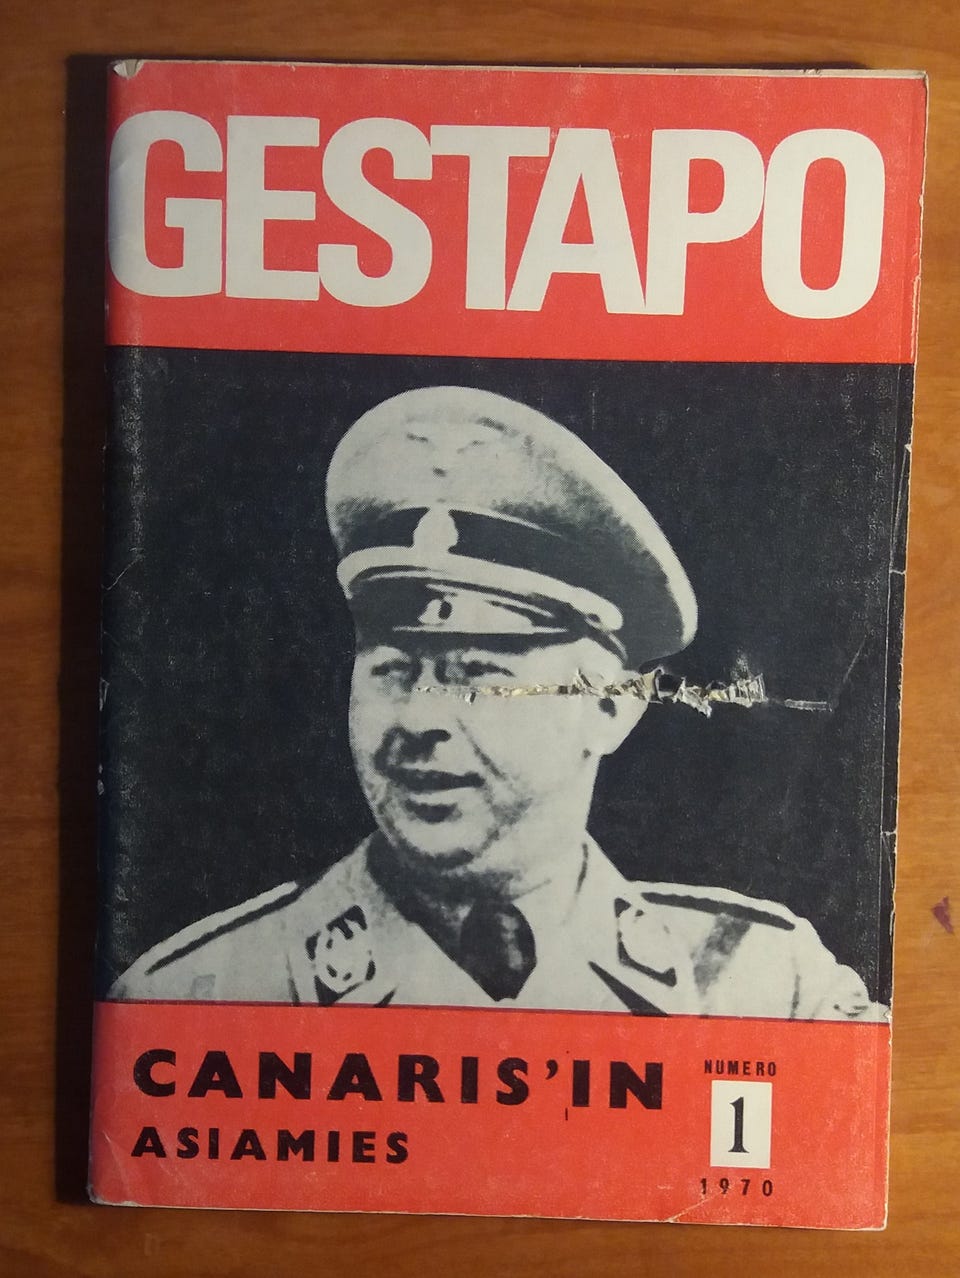 GESTAPO
CANARIS'IN
ASIAMIES
NUMERO
1
1970